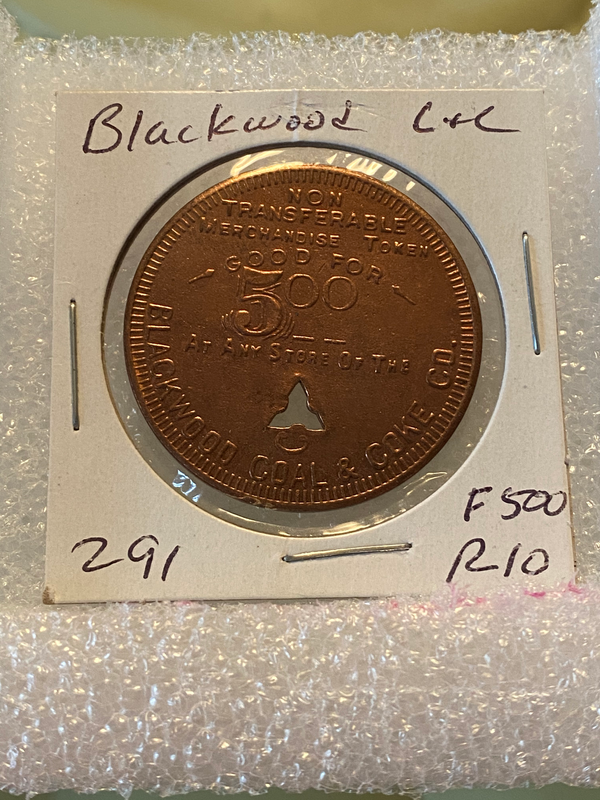 Blackwood C+C
NON
TRANSFERABLE
MERCHANDISE TOKEN
GOOD FOR
500
AT ANY STORE OF THE
BLACKWOOD COAL & COKE CO.
291
F500
R10